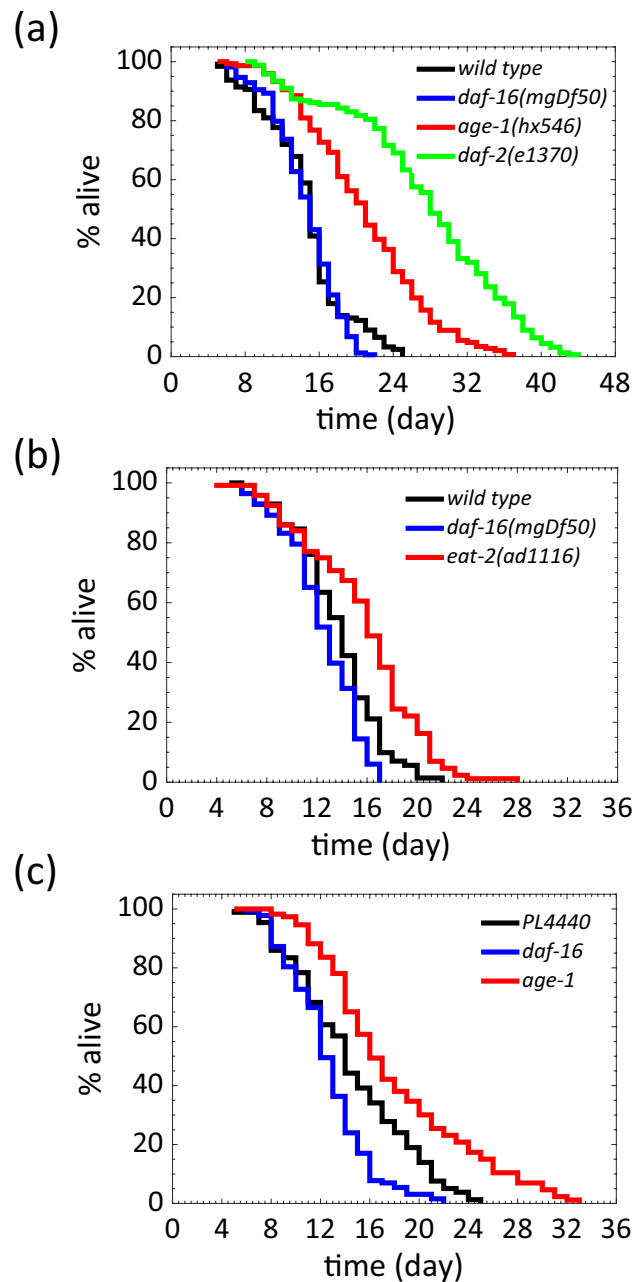 (a)
100
80
60
40
20
0
% alive
wild type
daf-16(mgDf50)
age-1(hx546)
daf-2(e1370)
0 8 16 24 32 40 48
time (day)
(b)
100
80
60
40
20
0
% alive
wild type
daf-16(mgDf50)
eat-2(ad1116)
0 4 8 12 16 20 24 28 32 36
time (day)
(c)
100
80
60
40
20
0
% alive
PL4440
daf-16
age-1
0 4 8 12 16 20 24 28 32 36
time (day)